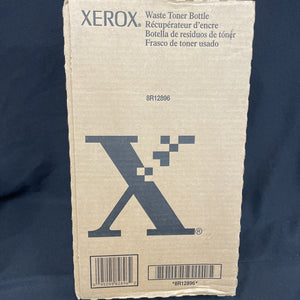 XEROX® Waste Toner Bottle
Récupérateur d'encre
Botella de residuos de tóner
Frasco de toner usado
8R12896
X®
*8R12896*